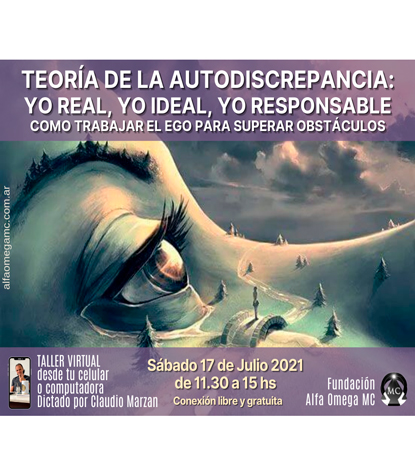 TEORÍA DE LA AUTODISCREPANCIA:
YO REAL, YO IDEAL, YO RESPONSABLE
COMO TRABAJAR EL EGO PARA SUPERAR OBSTÁCULOS
alfaomegamc.com.ar
TALLER VIRTUAL
desde tu celular
o computadora
Dictado por Claudio Marzan
Sábado 17 de Julio 2021
de 11.30 a 15 hs
Conexión libre y gratuita
Fundación
Alfa Omega MC
MC